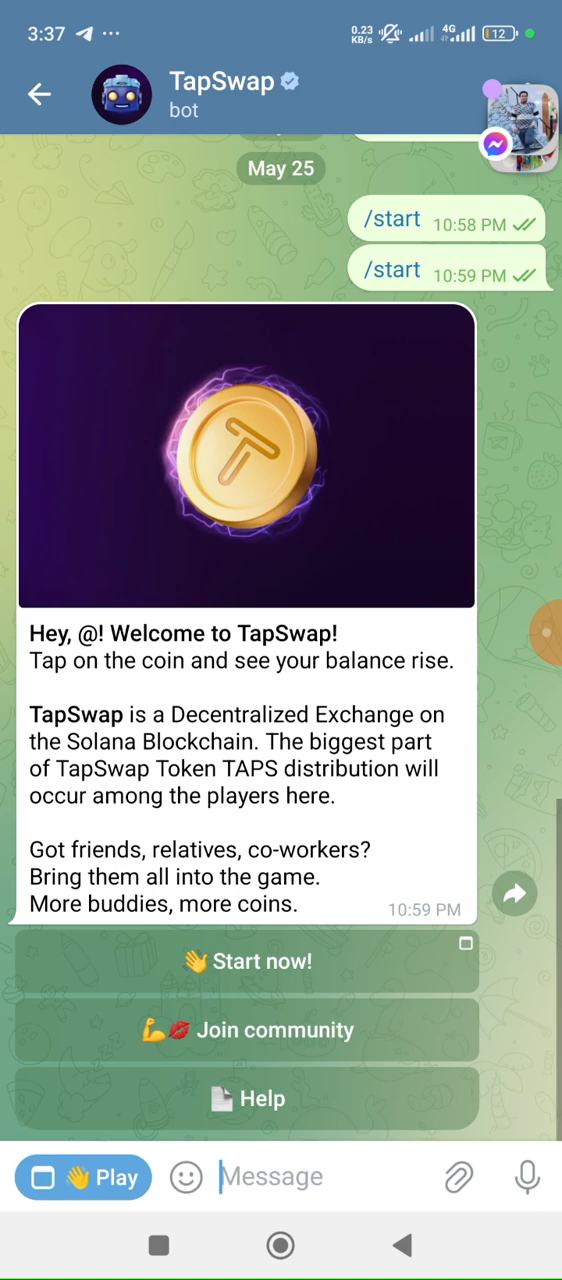 3:37
0.23
KB/s
4G
12
TapSwap
bot
May 25
/start 10:58 PM
/start 10:59 PM
T
Hey, @! Welcome to TapSwap!
Tap on the coin and see your balance rise.
TapSwap is a Decentralized Exchange on
the Solana Blockchain. The biggest part
of TapSwap Token TAPS distribution will
occur among the players here.
Got friends, relatives, co-workers?
Bring them all into the game.
More buddies, more coins.
10:59 PM
👋 Start now!
💪💋 Join community
📄 Help
👋 Play
Message